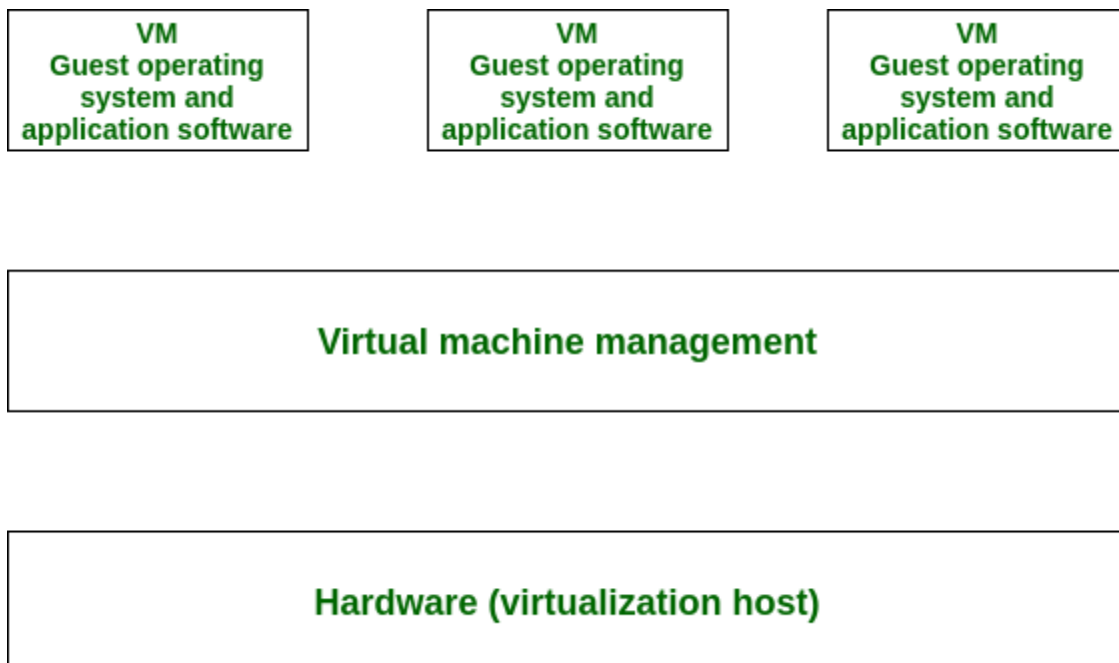 VM
Guest operating
system and
application software
VM
Guest operating
system and
application software
VM
Guest operating
system and
application software
Virtual machine management
Hardware (virtualization host)